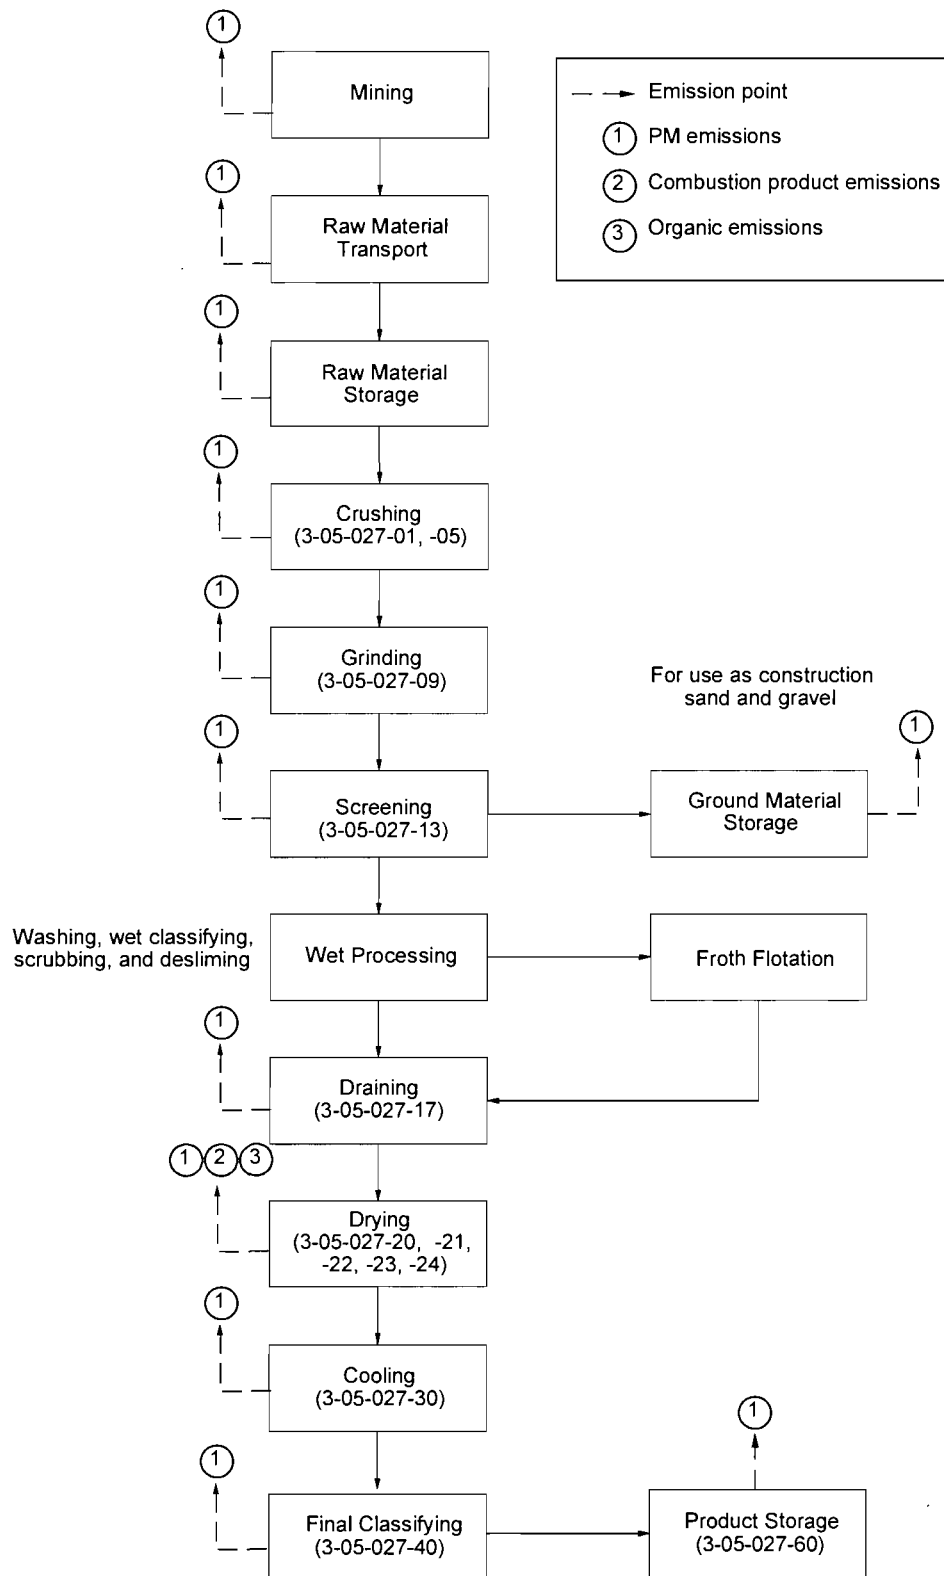 1
Mining
Emission point
1 PM emissions
2 Combustion product emissions
3 Organic emissions
1
Raw Material
Transport
1
Raw Material
Storage
1
Crushing
(3-05-027-01, -05)
1
Grinding
(3-05-027-09)
For use as construction
sand and gravel
1
Screening
(3-05-027-13)
1
Ground Material
Storage
Washing, wet classifying,
scrubbing, and desliming
Wet Processing
Froth Flotation
1
Draining
(3-05-027-17)
1 2 3
Drying
(3-05-027-20, -21,
-22, -23, -24)
1
Cooling
(3-05-027-30)
1
Final Classifying
(3-05-027-40)
1
Product Storage
(3-05-027-60)